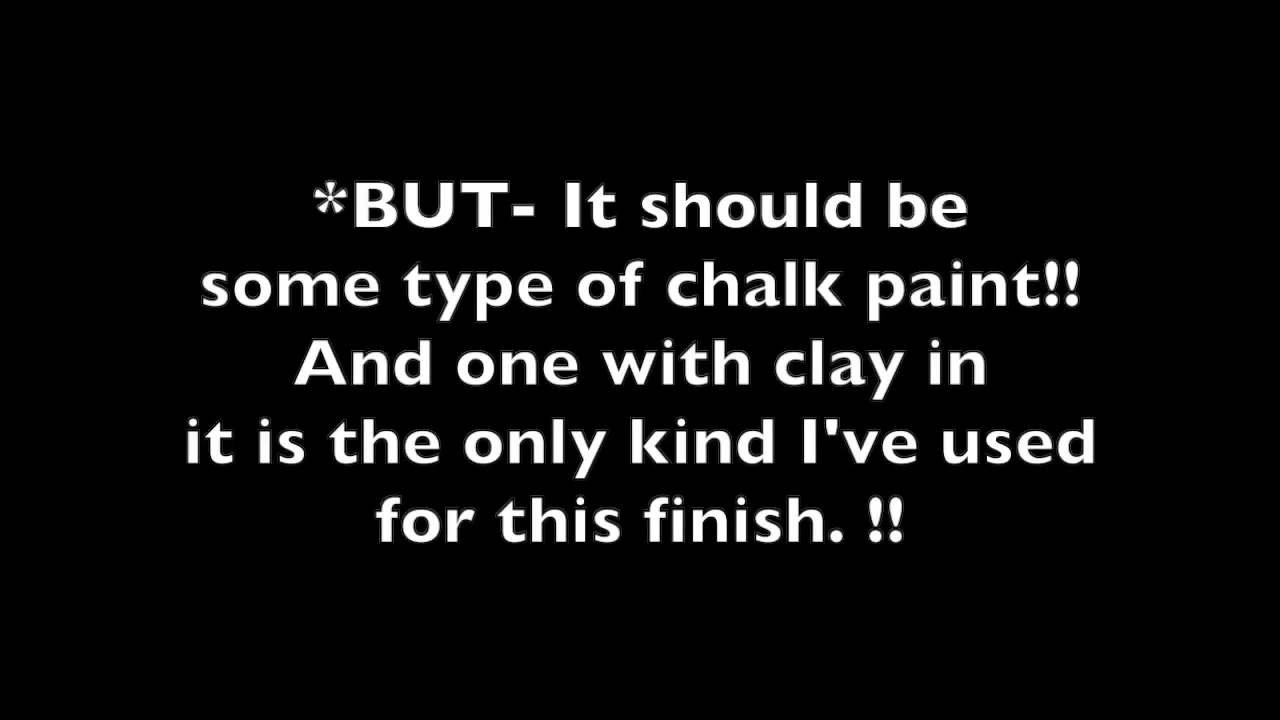 *BUT- It should be
some type of chalk paint!!
And one with clay in
it is the only kind I've used
for this finish. !!